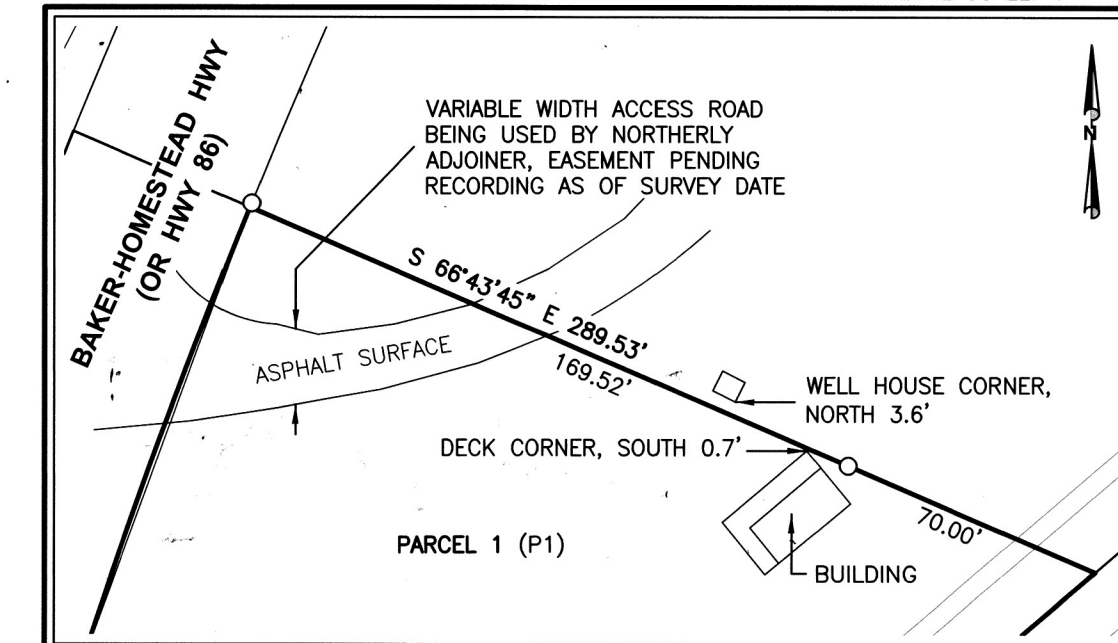 BAKER-HOMESTEAD HWY
(OR HWY 86)
VARIABLE WIDTH ACCESS ROAD
BEING USED BY NORTHERLY
ADJOINER, EASEMENT PENDING
RECORDING AS OF SURVEY DATE
N
S 66°43'45" E 289.53'
169.52'
ASPHALT SURFACE
WELL HOUSE CORNER,
NORTH 3.6'
DECK CORNER, SOUTH 0.7'
70.00'
PARCEL 1 (P1)
BUILDING